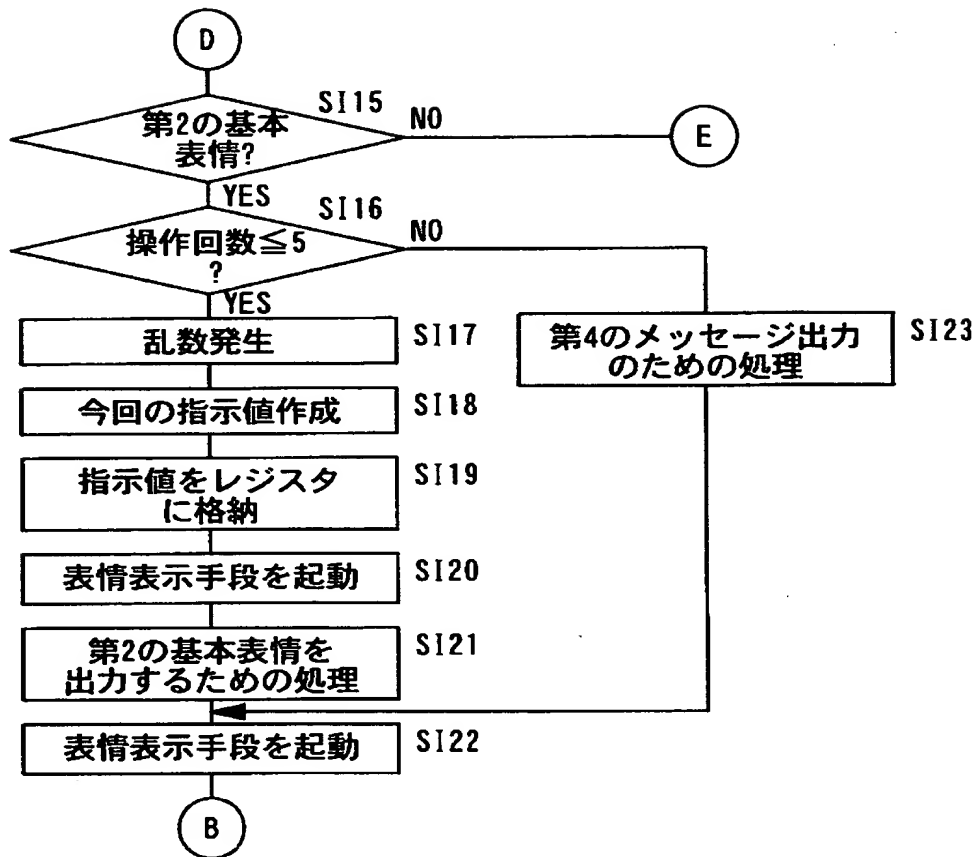 D
SI15
第2の基本
表情?
NO
E
YES
SI16
操作回数≦5
?
NO
YES
乱数発生
SI17
第4のメッセージ出力
のための処理
SI23
今回の指示値作成
SI18
指示値をレジスタ
に格納
SI19
表情表示手段を起動
SI20
第2の基本表情を
出力するための処理
SI21
表情表示手段を起動
SI22
B